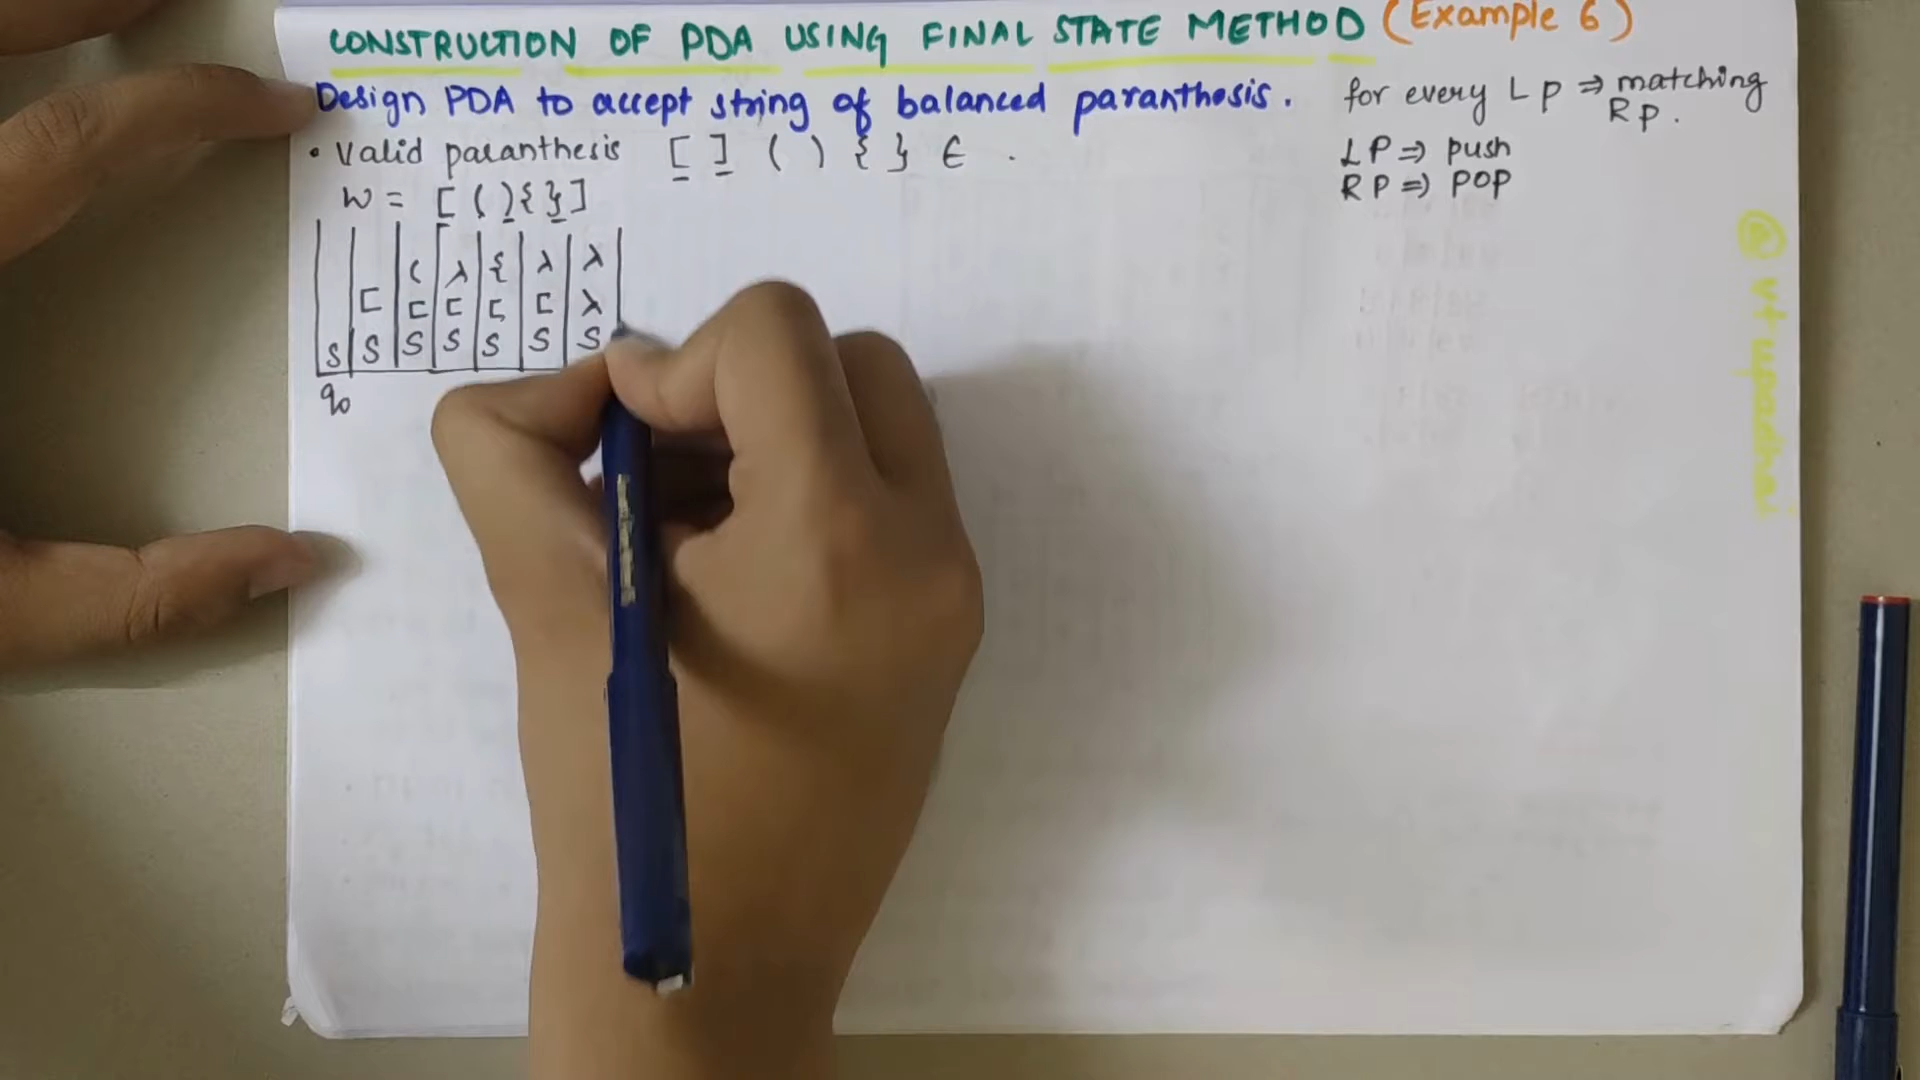 CONSTRUCTION OF PDA USING FINAL STATE METHOD (Example 6)
Design PDA to accept string of balanced paranthesis.
for every LP ⇒ matching
RP.
• Valid paranthesis [ ] ( ) { } ϵ .
LP ⇒ push
W = [ ( ) { } ]
RP ⇒ POP
( λ { λ λ
[ [ [ [ [ λ
S S S S S S S
q0
@ vtupadhai